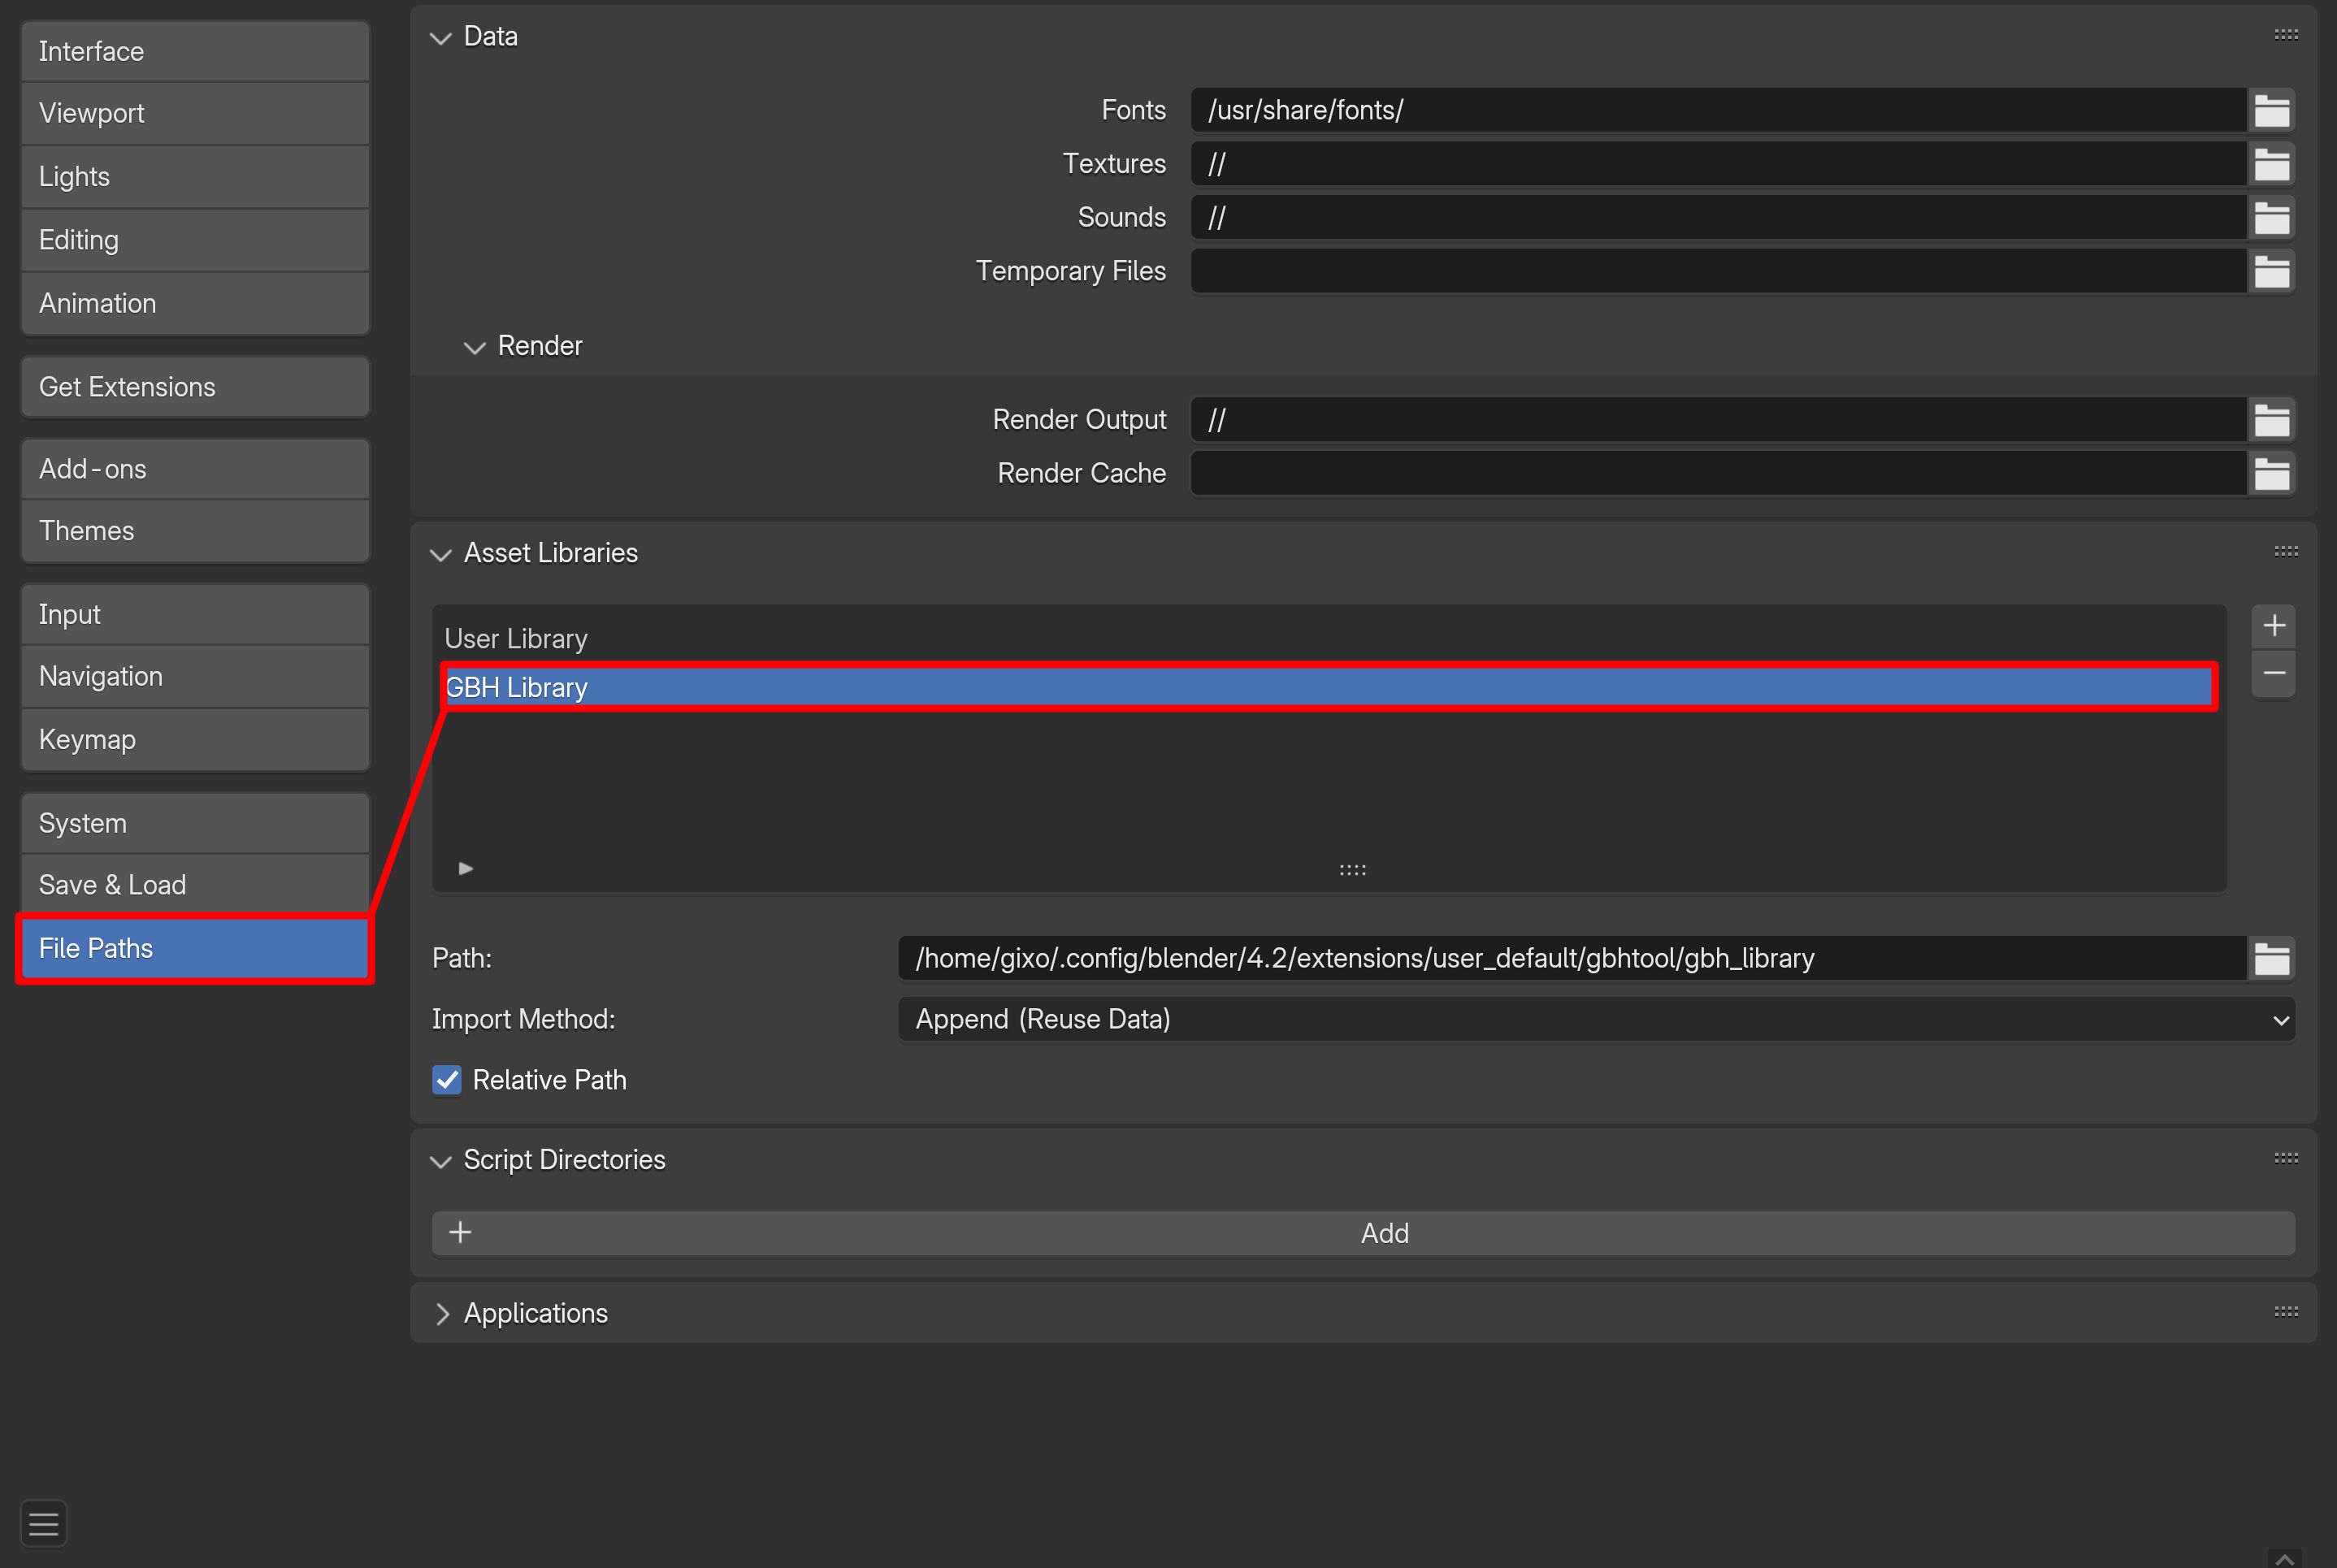 Interface
Viewport
Lights
Editing
Animation
Get Extensions
Add-ons
Themes
Input
Navigation
Keymap
System
Save & Load
File Paths
Data
Fonts /usr/share/fonts/
Textures //
Sounds //
Temporary Files
Render
Render Output //
Render Cache
Asset Libraries
User Library
GBH Library
Path: /home/gixo/.config/blender/4.2/extensions/user_default/gbhtool/gbh_library
Import Method: Append (Reuse Data)
Relative Path
Script Directories
Add
Applications